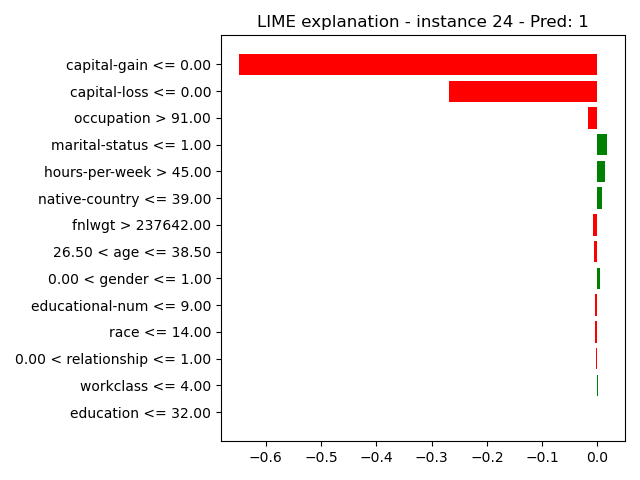 LIME explanation - instance 24 - Pred: 1
capital-gain <= 0.00
capital-loss <= 0.00
occupation > 91.00
marital-status <= 1.00
hours-per-week > 45.00
native-country <= 39.00
fnlwgt > 237642.00
26.50 < age <= 38.50
0.00 < gender <= 1.00
educational-num <= 9.00
race <= 14.00
0.00 < relationship <= 1.00
workclass <= 4.00
education <= 32.00
−0.6 −0.5 −0.4 −0.3 −0.2 −0.1 0.0